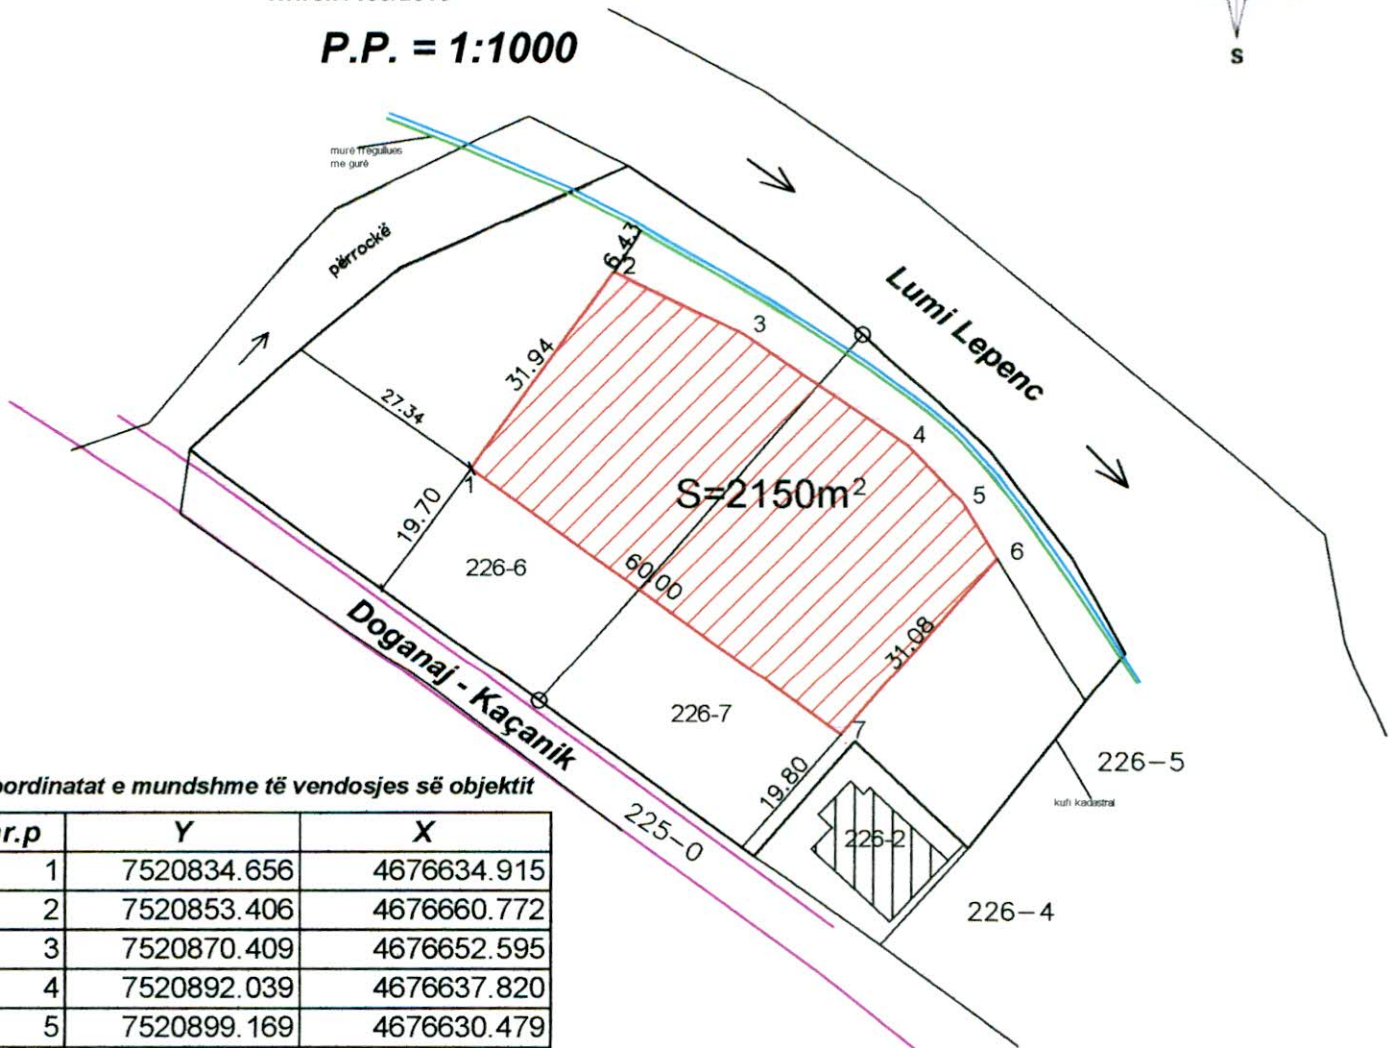 P.P. = 1:1000
S
murë rregullues
me gurë
përrockë
6.43
2
3
Lumi Lepenc
31.94
27.34
4
1
S=2150m²
5
19.70
6
226-6
60.00
31.08
Doganaj - Kaçanik
226-7
7
226-5
19.80
kufi kadastral
225-0
226-2
226-4
ordinatat e mundshme të vendosjes së objektit
r.p Y X
1 7520834.656 4676634.915
2 7520853.406 4676660.772
3 7520870.409 4676652.595
4 7520892.039 4676637.820
5 7520899.169 4676630.479